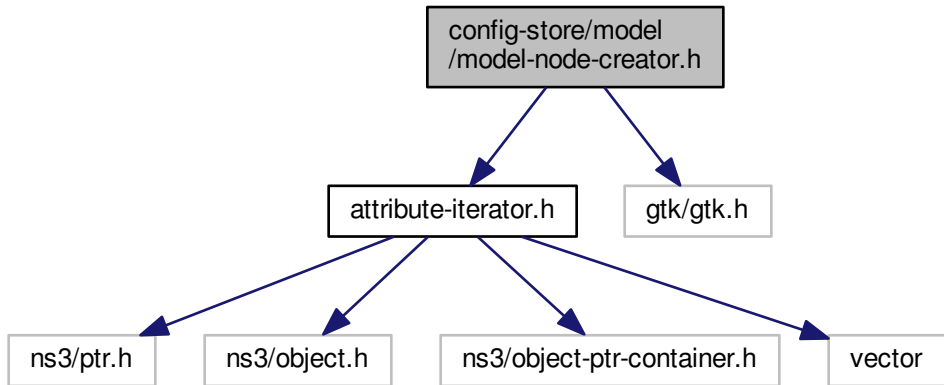 config-store/model
/model-node-creator.h
attribute-iterator.h
gtk/gtk.h
ns3/ptr.h
ns3/object.h
ns3/object-ptr-container.h
vector